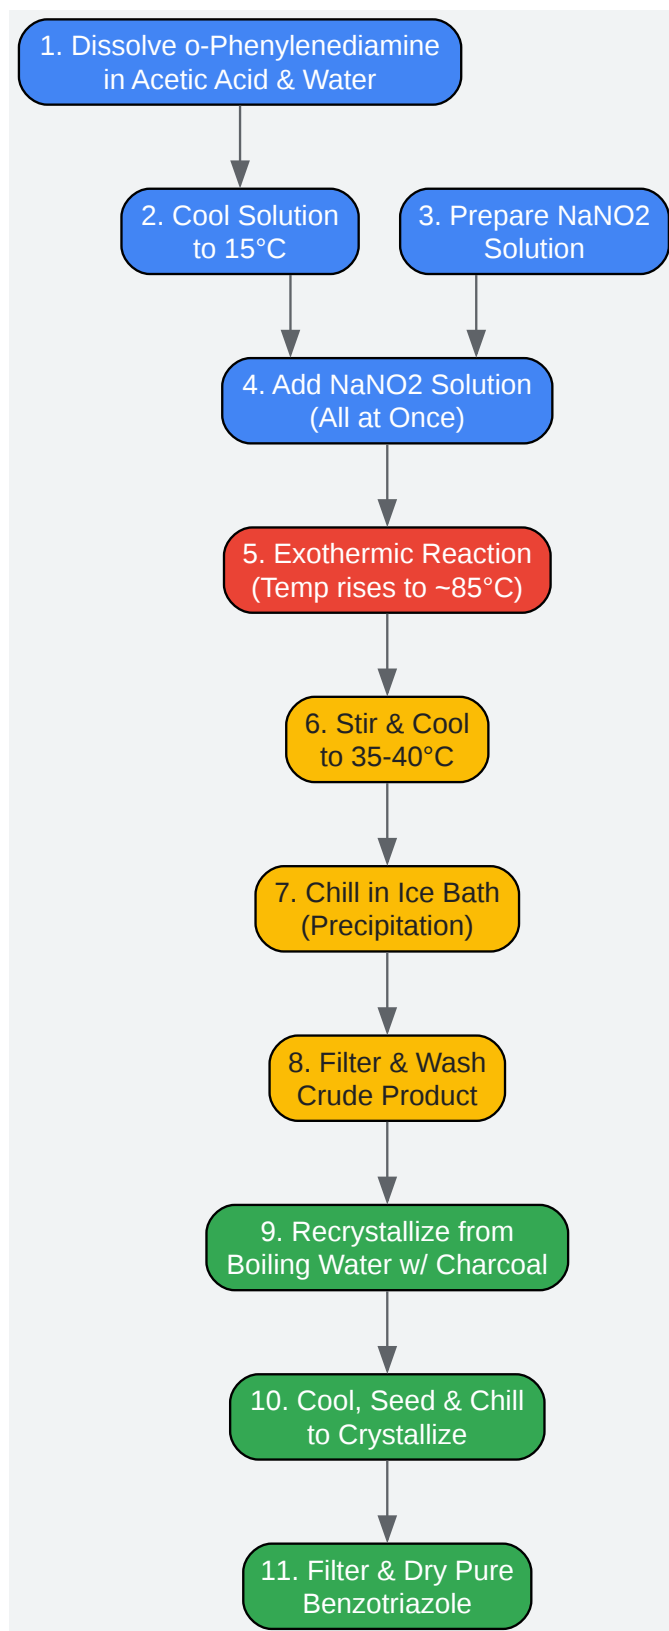 1. Dissolve o-Phenylenediamine
in Acetic Acid & Water
2. Cool Solution
to 15°C
3. Prepare NaNO2
Solution
4. Add NaNO2 Solution
(All at Once)
5. Exothermic Reaction
(Temp rises to ~85°C)
6. Stir & Cool
to 35-40°C
7. Chill in Ice Bath
(Precipitation)
8. Filter & Wash
Crude Product
9. Recrystallize from
Boiling Water w/ Charcoal
10. Cool, Seed & Chill
to Crystallize
11. Filter & Dry Pure
Benzotriazole